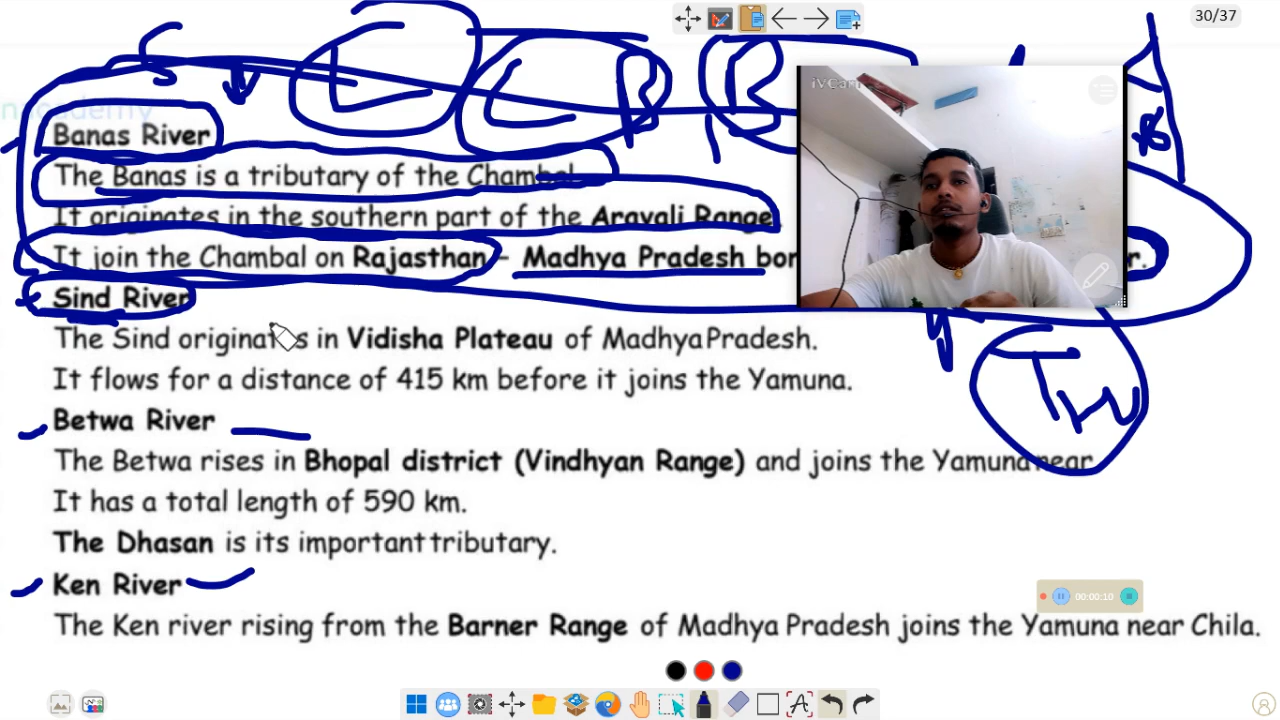 30/37
iVCam
Banas River
The Banas is a tributary of the Chambal
It originates in the southern part of the Aravali Range
It join the Chambal on Rajasthan - Madhya Pradesh bor r.
Sind River
The Sind originates in Vidisha Plateau of Madhya Pradesh.
It flows for a distance of 415 km before it joins the Yamuna.
Betwa River
The Betwa rises in Bhopal district (Vindhyan Range) and joins the Yamuna near
It has a total length of 590 km.
The Dhasan is its important tributary.
Ken River
00:00:10
The Ken river rising from the Barner Range of Madhya Pradesh joins the Yamuna near Chila.